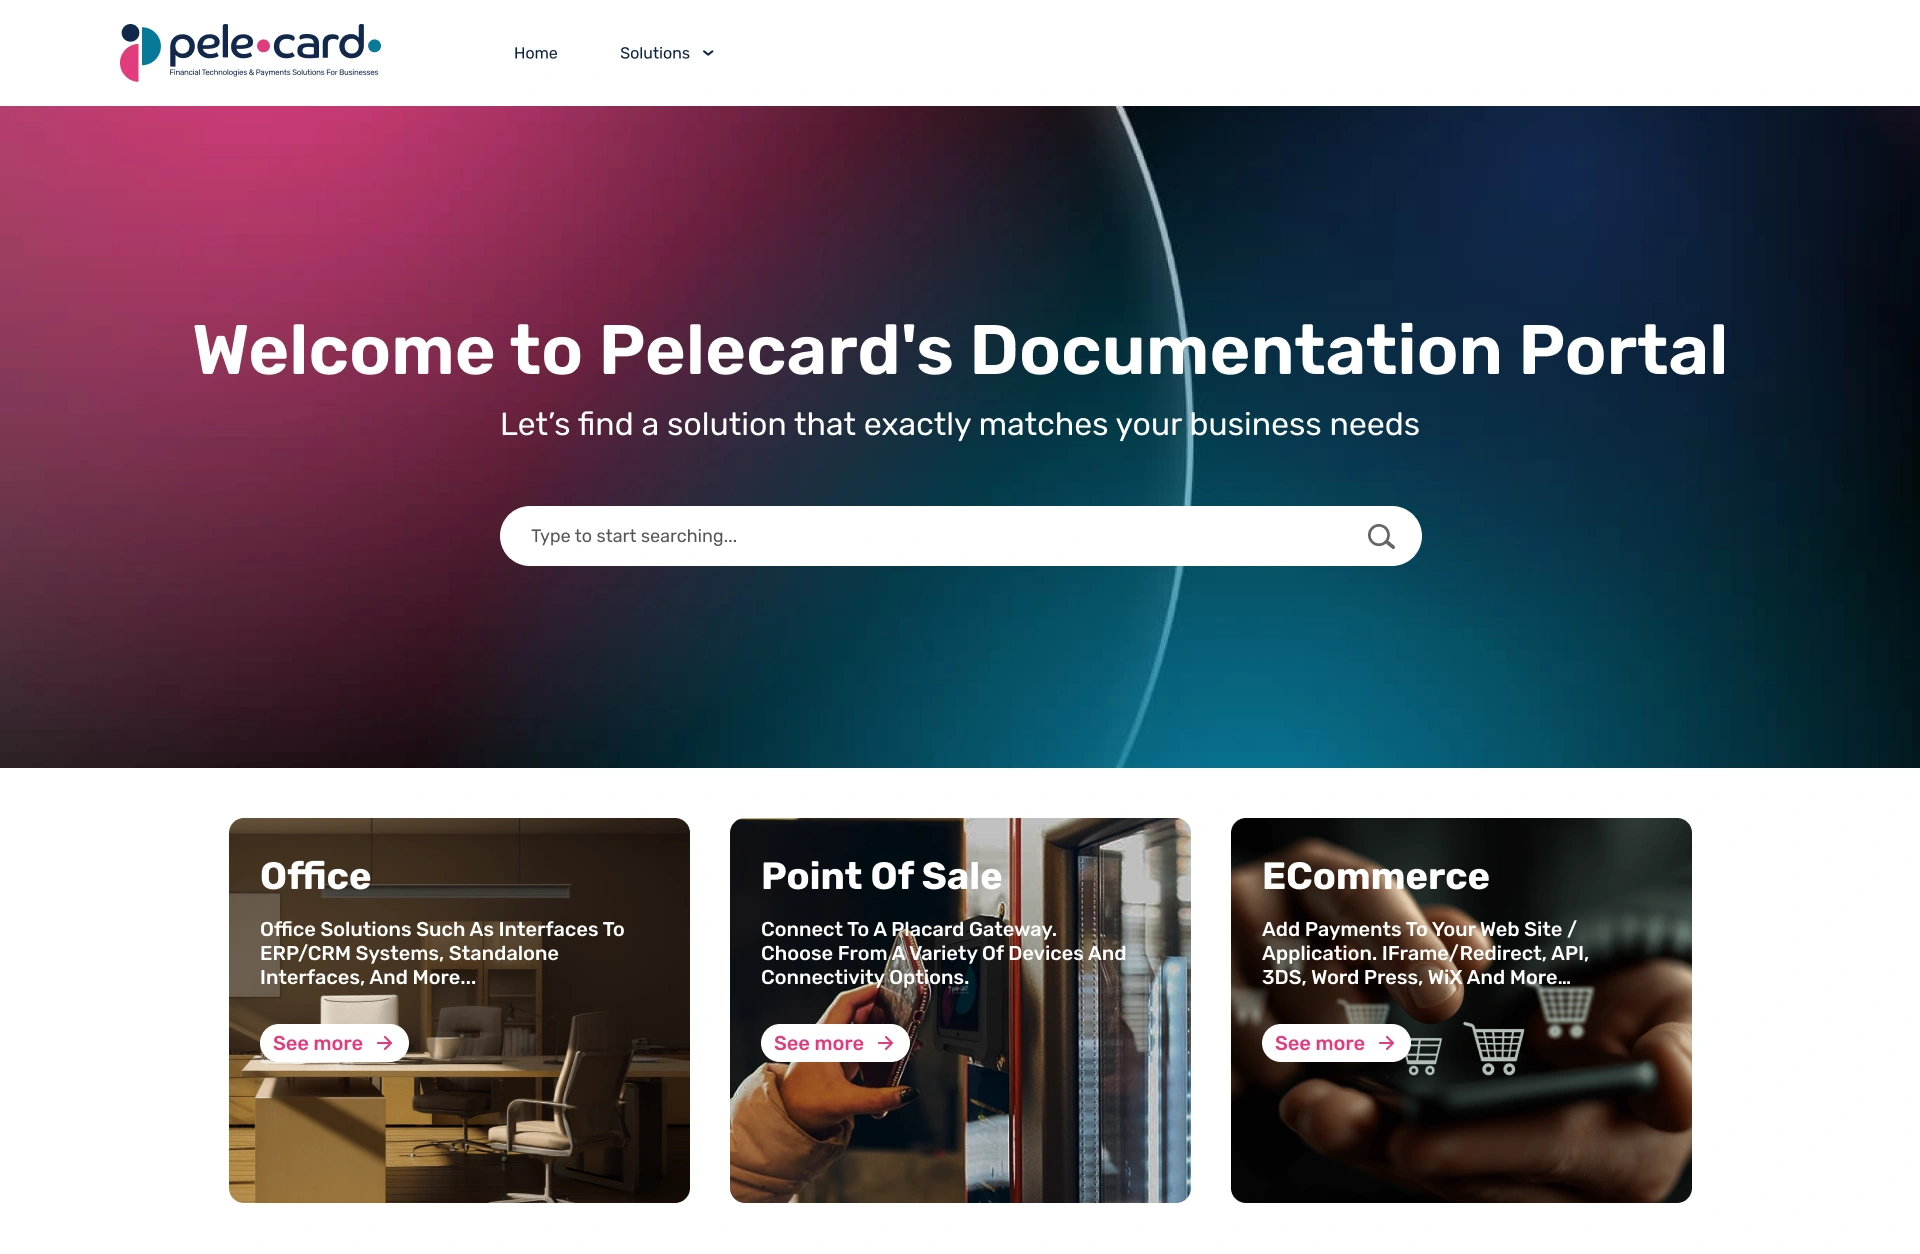 pele•card•
Financial Technologies & Payments Solutions For Businesses
Home
Solutions
Welcome to Pelecard's Documentation Portal
Let’s find a solution that exactly matches your business needs
Type to start searching...
Office
Office Solutions Such As Interfaces To
ERP/CRM Systems, Standalone
Interfaces, And More...
See more
Point Of Sale
Connect To A Placard Gateway.
Choose From A Variety Of Devices And
Connectivity Options.
See more
ECommerce
Add Payments To Your Web Site /
Application. IFrame/Redirect, API,
3DS, Word Press, WiX And More...
See more